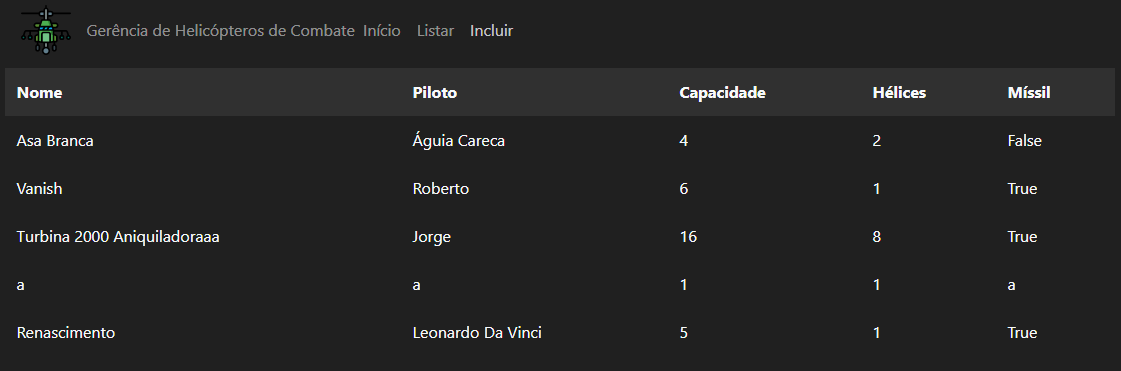 Gerência de Helicópteros de Combate Início Listar Incluir
Nome Piloto Capacidade Hélices Míssil
Asa Branca Águia Careca 4 2 False
Vanish Roberto 6 1 True
Turbina 2000 Aniquiladoraaa Jorge 16 8 True
a a 1 1 a
Renascimento Leonardo Da Vinci 5 1 True